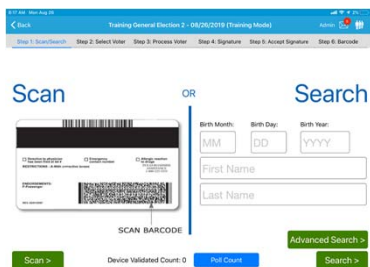 8:17 AM Mon Aug 26
2%
< Back
Training General Election 2 - 08/26/2019 (Training Mode)
Admin
Step 1: Scan/Search
Step 2: Select Voter
Step 3: Process Voter
Step 4: Signature
Step 5: Accept Signature
Step 6: Barcode
Scan
OR
Search
Birth Month:
Birth Day:
Birth Year:
MM
DD
YYYY
First Name
Last Name
SCAN BARCODE
Advanced Search >
Scan >
Device Validated Count: 0
Poll Count
Search >